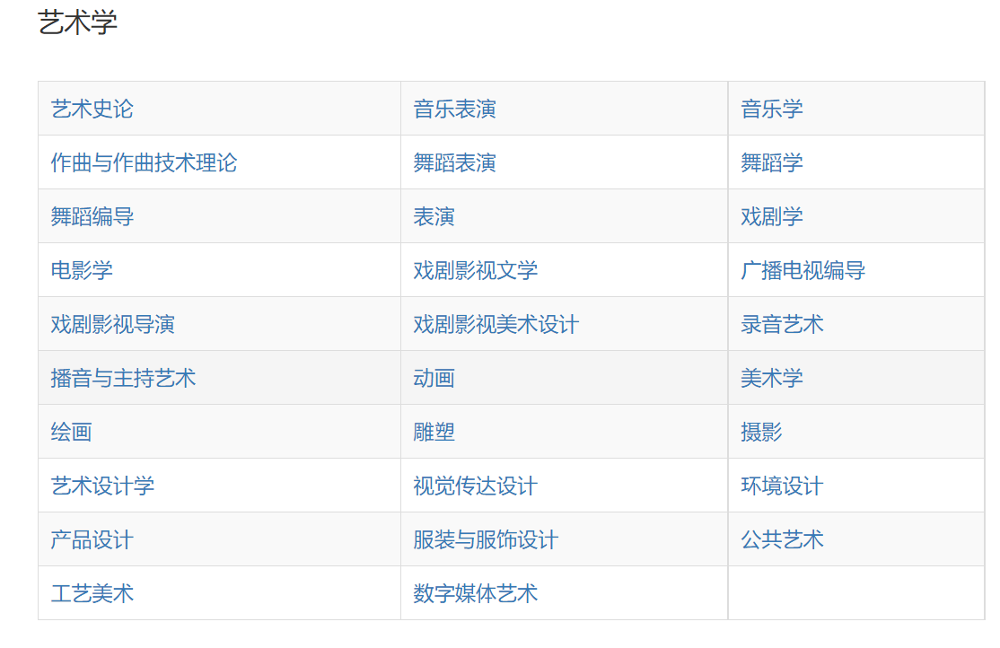 艺术学
艺术史论 音乐表演 音乐学
作曲与作曲技术理论 舞蹈表演 舞蹈学
舞蹈编导 表演 戏剧学
电影学 戏剧影视文学 广播电视编导
戏剧影视导演 戏剧影视美术设计 录音艺术
播音与主持艺术 动画 美术学
绘画 雕塑 摄影
艺术设计学 视觉传达设计 环境设计
产品设计 服装与服饰设计 公共艺术
工艺美术 数字媒体艺术